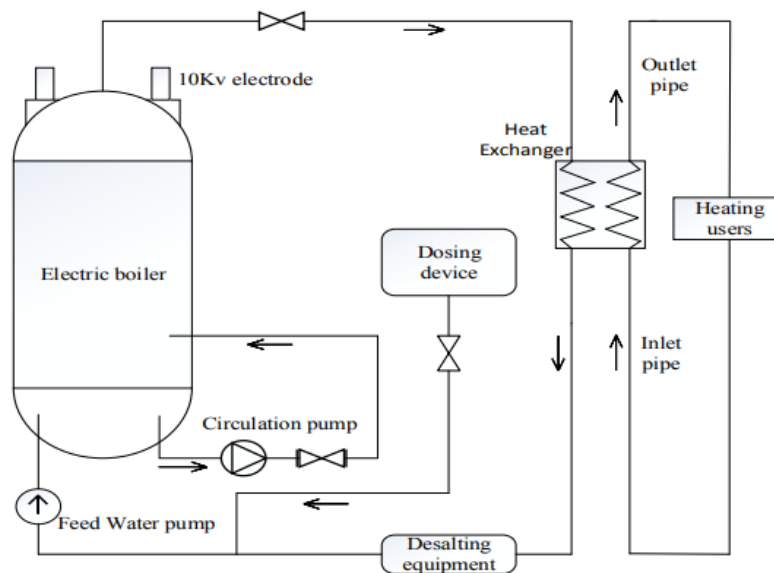 10Kv electrode
Outlet
pipe
Heat
Exchanger
Heating
users
Dosing
device
Electric boiler
Inlet
pipe
Circulation pump
Feed Water pump
Desalting
equipment